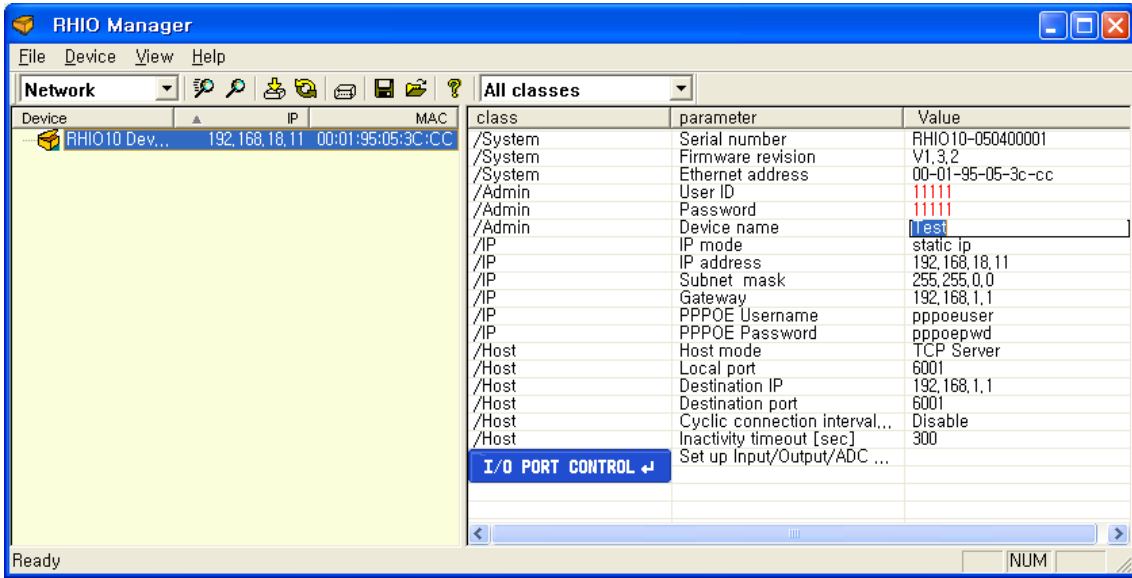 RHIO Manager
File Device View Help
Network All classes
Device IP MAC
RHIO10 Dev... 192,168,18,11 00:01:95:05:3C:CC
class parameter Value
/System Serial number RHIO10-050400001
/System Firmware revision V1,3,2
/System Ethernet address 00-01-95-05-3c-cc
/Admin User ID 11111
/Admin Password 11111
/Admin Device name Test
/IP IP mode static ip
/IP IP address 192,168,18,11
/IP Subnet mask 255,255,0,0
/IP Gateway 192,168,1,1
/IP PPPOE Username pppoeuser
/IP PPPOE Password pppoepwd
/Host Host mode TCP Server
/Host Local port 6001
/Host Destination IP 192,168,1,1
/Host Destination port 6001
/Host Cyclic connection interval,,, Disable
/Host Inactivity timeout [sec] 300
I/O PORT CONTROL ↵ Set up Input/Output/ADC ,,,
Ready NUM